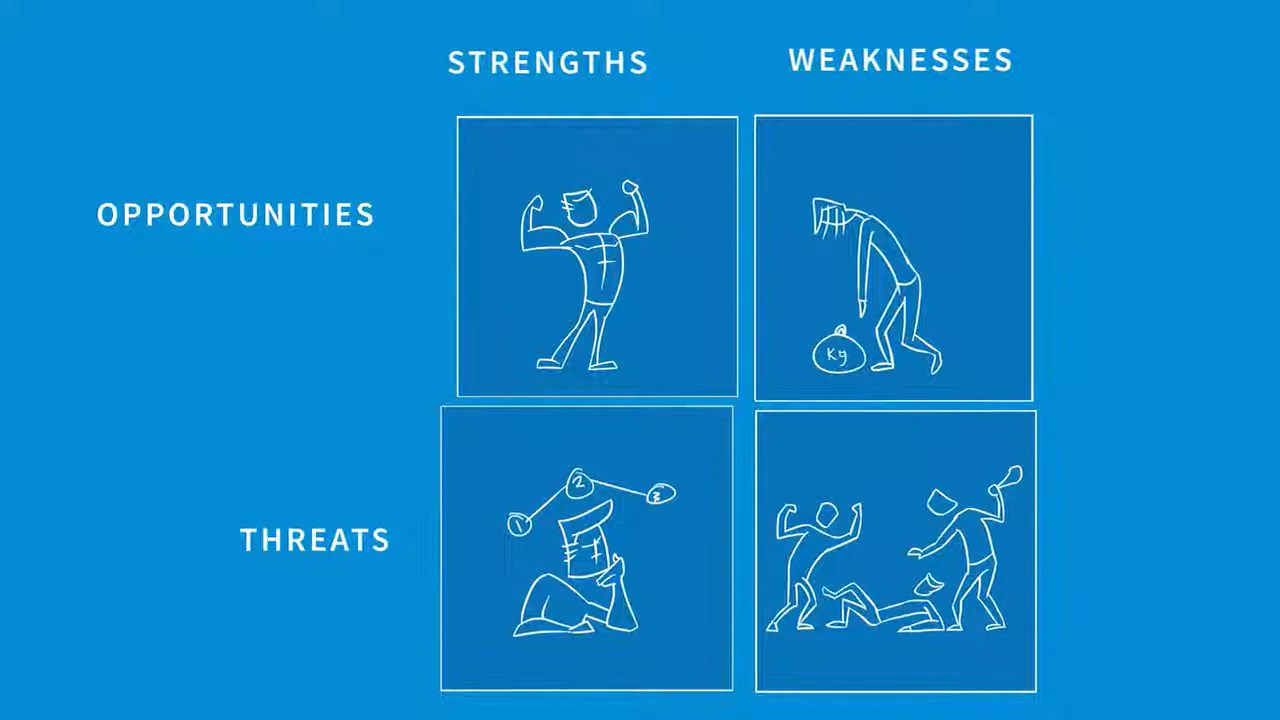 STRENGTHS
WEAKNESSES
OPPORTUNITIES
Kg
2
1
3
THREATS